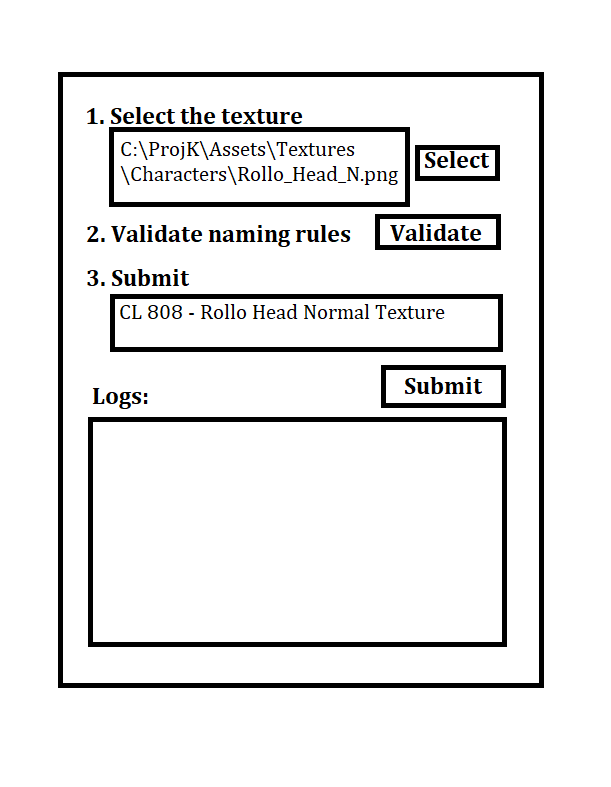 1. Select the texture
C:\ProjK\Assets\Textures
\Characters\Rollo_Head_N.png
Select
2. Validate naming rules
Validate
3. Submit
CL 808 - Rollo Head Normal Texture
Submit
Logs: